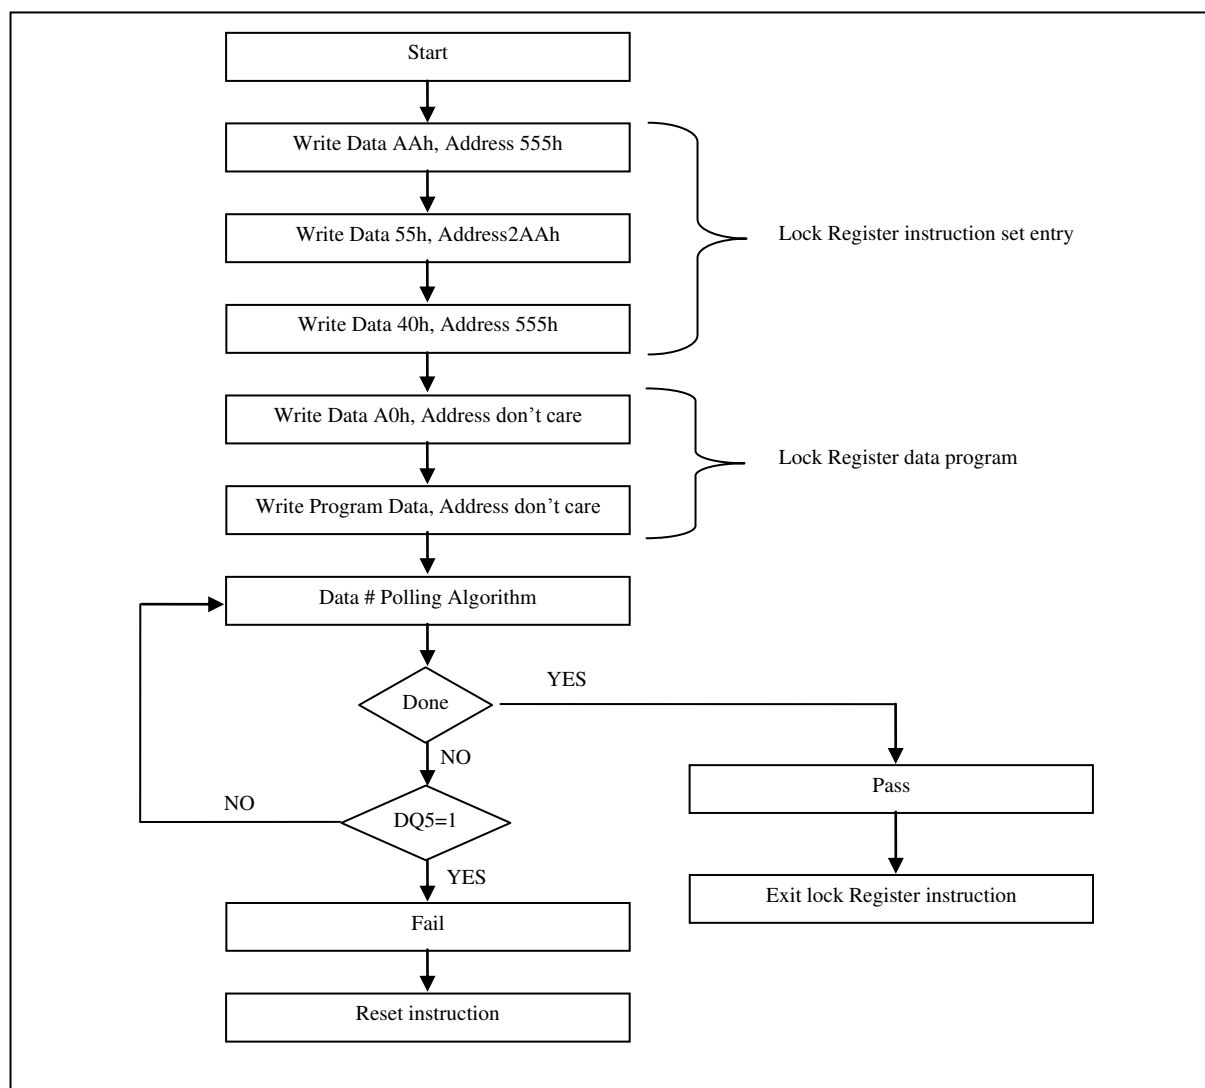 Start
Write Data AAh, Address 555h
Write Data 55h, Address2AAh
Lock Register instruction set entry
Write Data 40h, Address 555h
Write Data A0h, Address don’t care
Lock Register data program
Write Program Data, Address don’t care
Data # Polling Algorithm
Done
YES
NO
Pass
NO
DQ5=1
YES
Exit lock Register instruction
Fail
Reset instruction